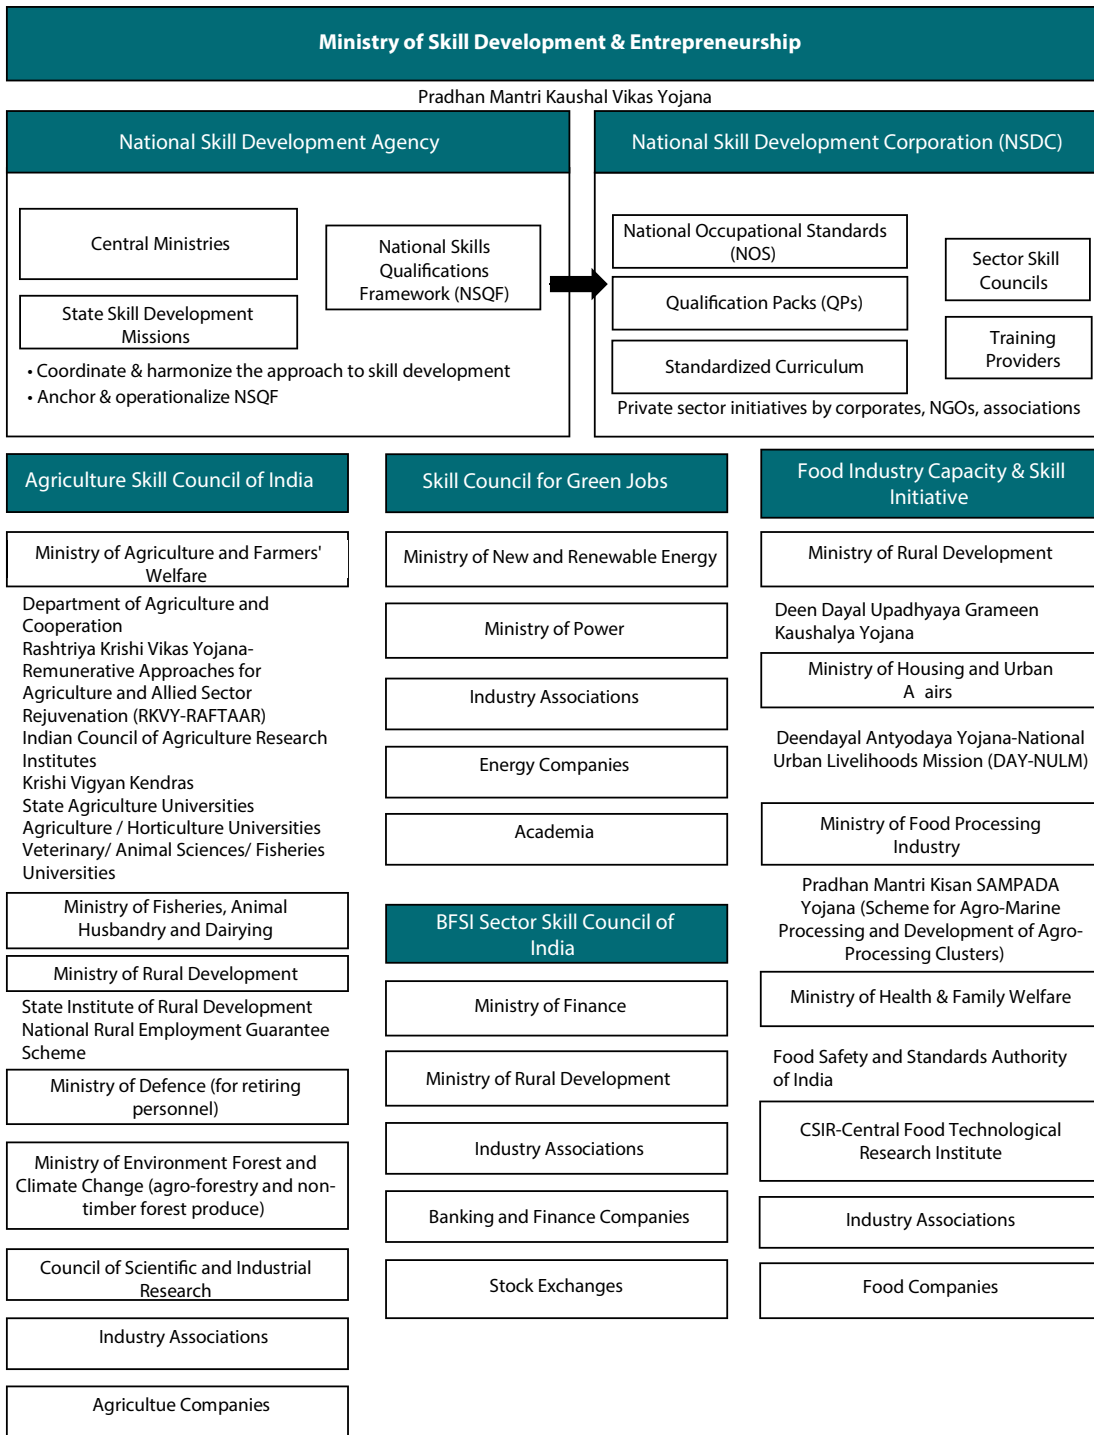 Ministry of Skill Development & Entrepreneurship
Pradhan Mantri Kaushal Vikas Yojana
National Skill Development Agency
Central Ministries
State Skill Development
Missions
National Skills
Qualifications
Framework (NSQF)
• Coordinate & harmonize the approach to skill development
• Anchor & operationalize NSQF
National Skill Development Corporation (NSDC)
National Occupational Standards
(NOS)
Qualification Packs (QPs)
Standardized Curriculum
Sector Skill
Councils
Training
Providers
Private sector initiatives by corporates, NGOs, associations
Agriculture Skill Council of India
Ministry of Agriculture and Farmers'
Welfare
Department of Agriculture and
Cooperation
Rashtriya Krishi Vikas Yojana-
Remunerative Approaches for
Agriculture and Allied Sector
Rejuvenation (RKVY-RAFTAAR)
Indian Council of Agriculture Research
Institutes
Krishi Vigyan Kendras
State Agriculture Universities
Agriculture / Horticulture Universities
Veterinary/ Animal Sciences/ Fisheries
Universities
Ministry of Fisheries, Animal
Husbandry and Dairying
Ministry of Rural Development
State Institute of Rural Development
National Rural Employment Guarantee
Scheme
Ministry of Defence (for retiring
personnel)
Ministry of Environment Forest and
Climate Change (agro-forestry and non-
timber forest produce)
Council of Scientific and Industrial
Research
Industry Associations
Agricultue Companies
Skill Council for Green Jobs
Ministry of New and Renewable Energy
Ministry of Power
Industry Associations
Energy Companies
Academia
BFSI Sector Skill Council of
India
Ministry of Finance
Ministry of Rural Development
Industry Associations
Banking and Finance Companies
Stock Exchanges
Food Industry Capacity & Skill
Initiative
Ministry of Rural Development
Deen Dayal Upadhyaya Grameen
Kaushalya Yojana
Ministry of Housing and Urban
A airs
Deendayal Antyodaya Yojana-National
Urban Livelihoods Mission (DAY-NULM)
Ministry of Food Processing
Industry
Pradhan Mantri Kisan SAMPADA
Yojana (Scheme for Agro-Marine
Processing and Development of Agro-
Processing Clusters)
Ministry of Health & Family Welfare
Food Safety and Standards Authority
of India
CSIR-Central Food Technological
Research Institute
Industry Associations
Food Companies